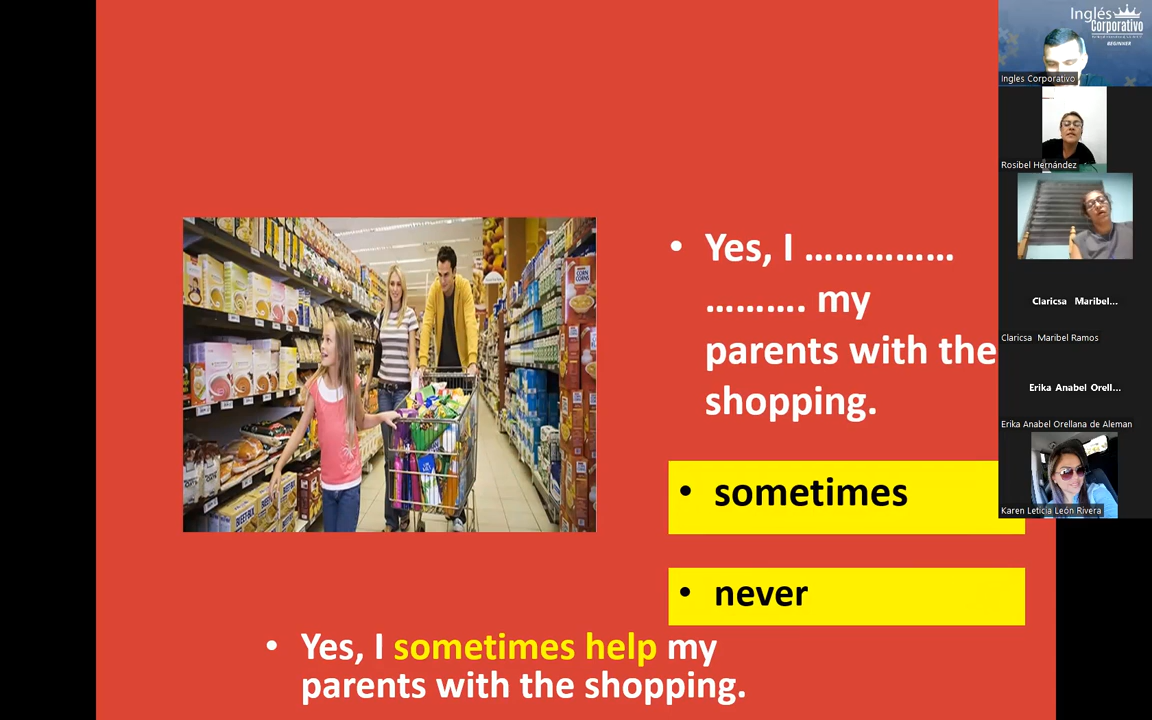 • Yes, I ……………
………. my
parents with the
shopping.
• sometimes
• never
• Yes, I sometimes help my
parents with the shopping.
Inglés
Corporativo
BEGINNER
Ingles Corporativo
Rosibel Hernández
Claricsa Maribel...
Claricsa Maribel Ramos
Erika Anabel Orell...
Erika Anabel Orellana de Aleman
Karen Leticia León Rivera